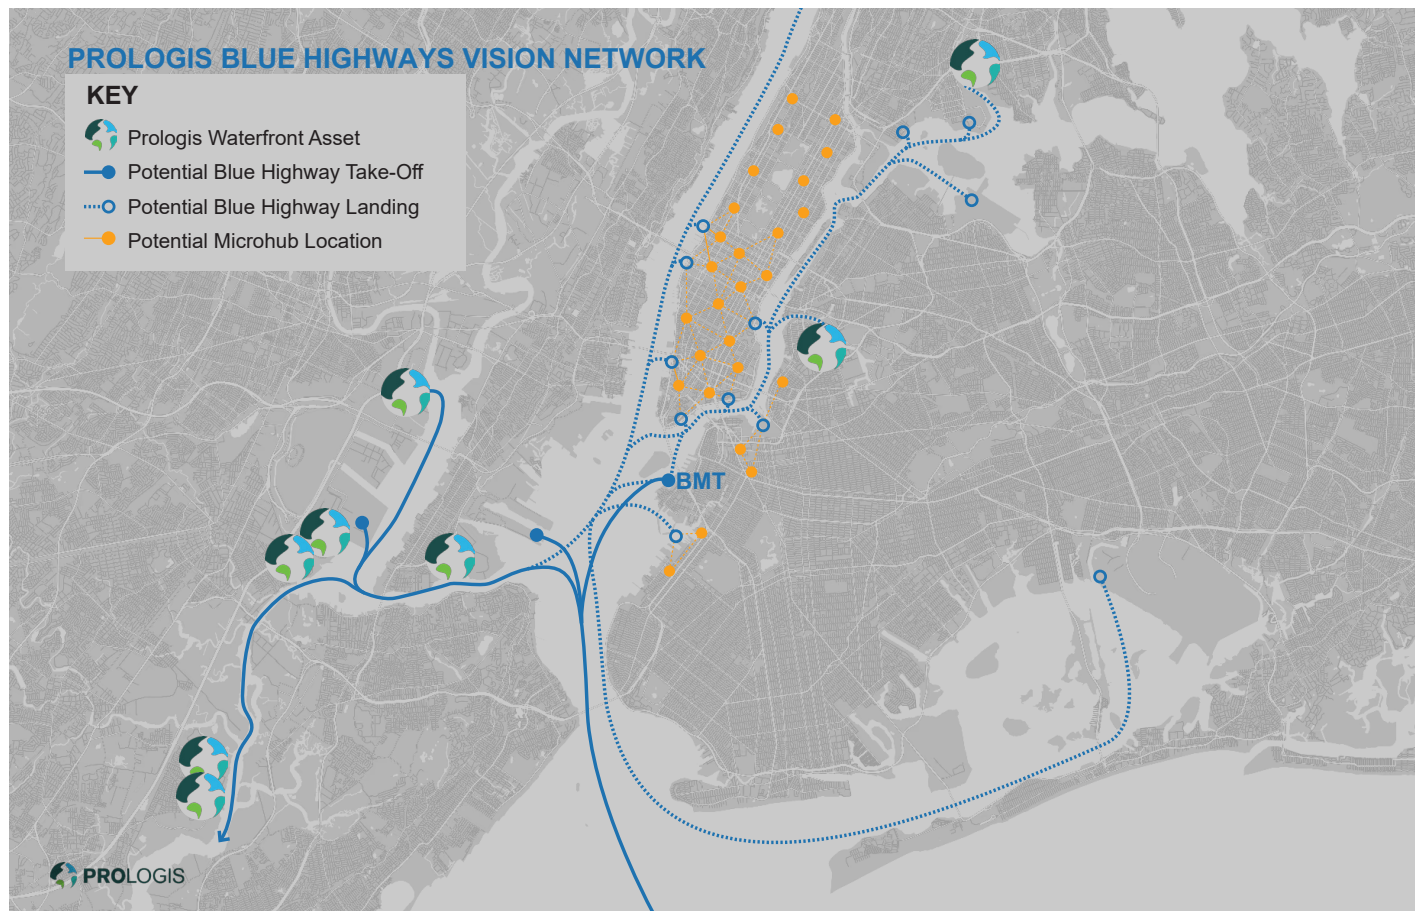 PROLOGIS BLUE HIGHWAYS VISION NETWORK
KEY
Prologis Waterfront Asset
Potential Blue Highway Take-Off
Potential Blue Highway Landing
Potential Microhub Location
BMT
PROLOGIS